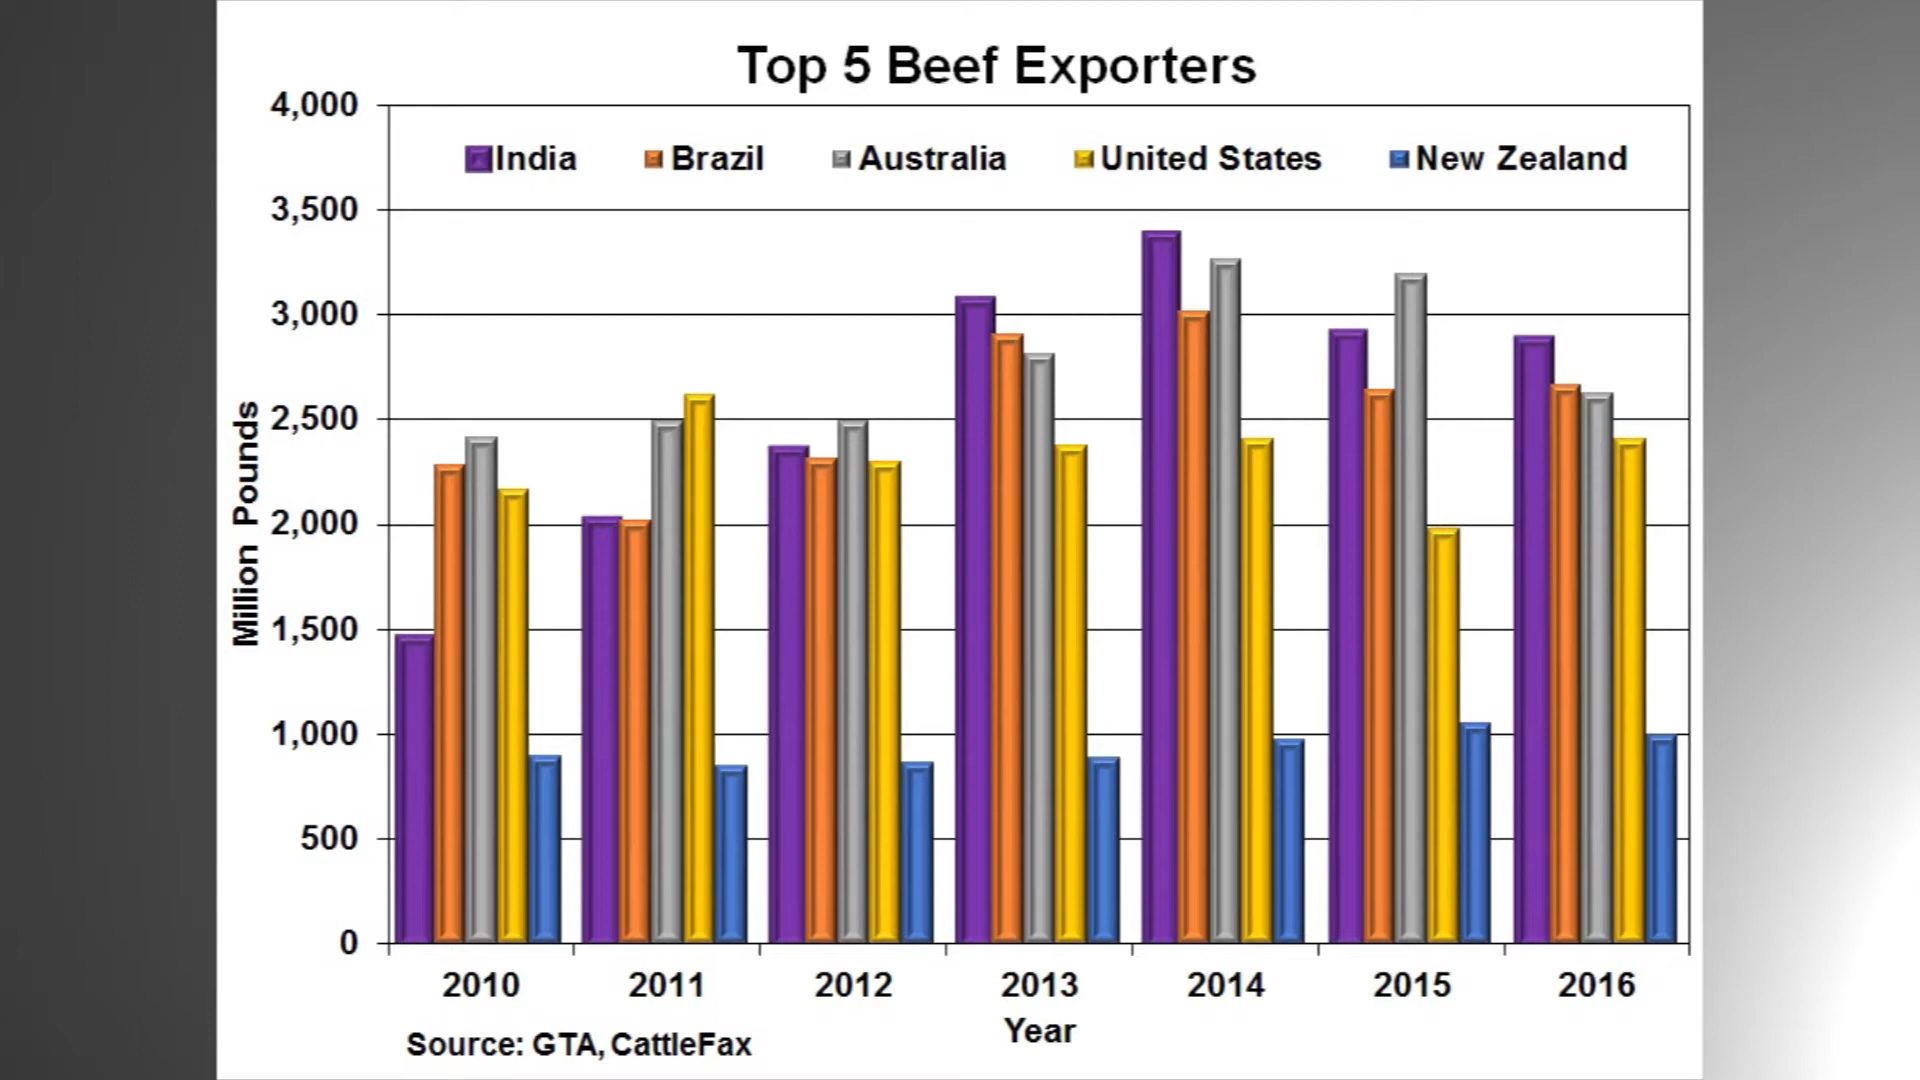 Top 5 Beef Exporters
4,000
India Brazil Australia United States New Zealand
3,500
3,000
2,500
2,000
1,500
1,000
500
0
Million Pounds
2010 2011 2012 2013 2014 2015 2016
Year
Source: GTA, CattleFax